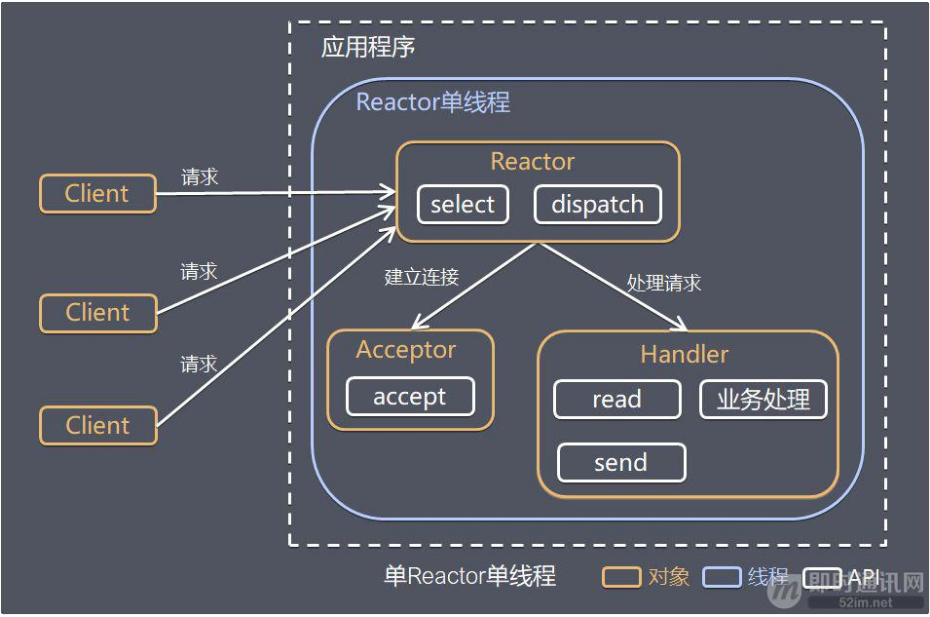 应用程序
Reactor单线程
Reactor
select
dispatch
Client
请求
Client
请求
Client
请求
建立连接
处理请求
Acceptor
accept
Handler
read
业务处理
send
单Reactor单线程
对象
线程
API
即时通讯网
52im.net